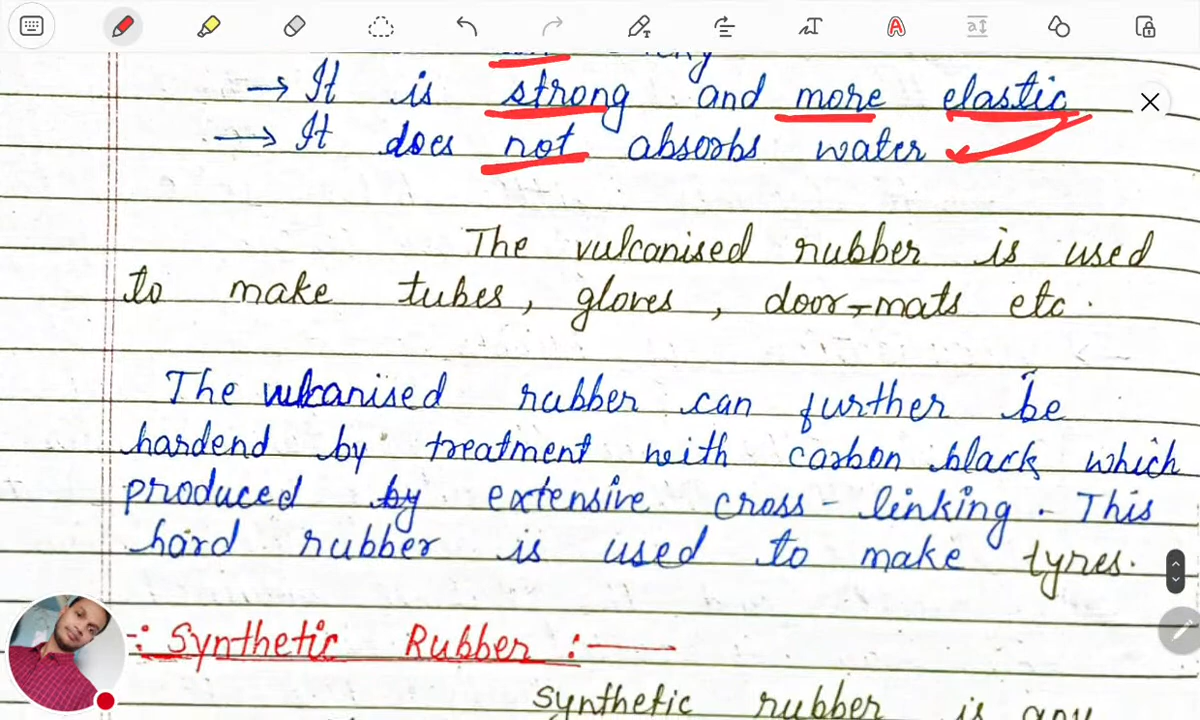 → It is strong and more elastic
→ It does not absorbs water
The vulcanised rubber is used
to make tubes, gloves, door-mats etc.
The vulcanised rubber can further be
hardend by treatment with carbon black which
produced by extensive cross-linking. This
hard rubber is used to make tyres.
Synthetic Rubber :—
Synthetic rubber is any